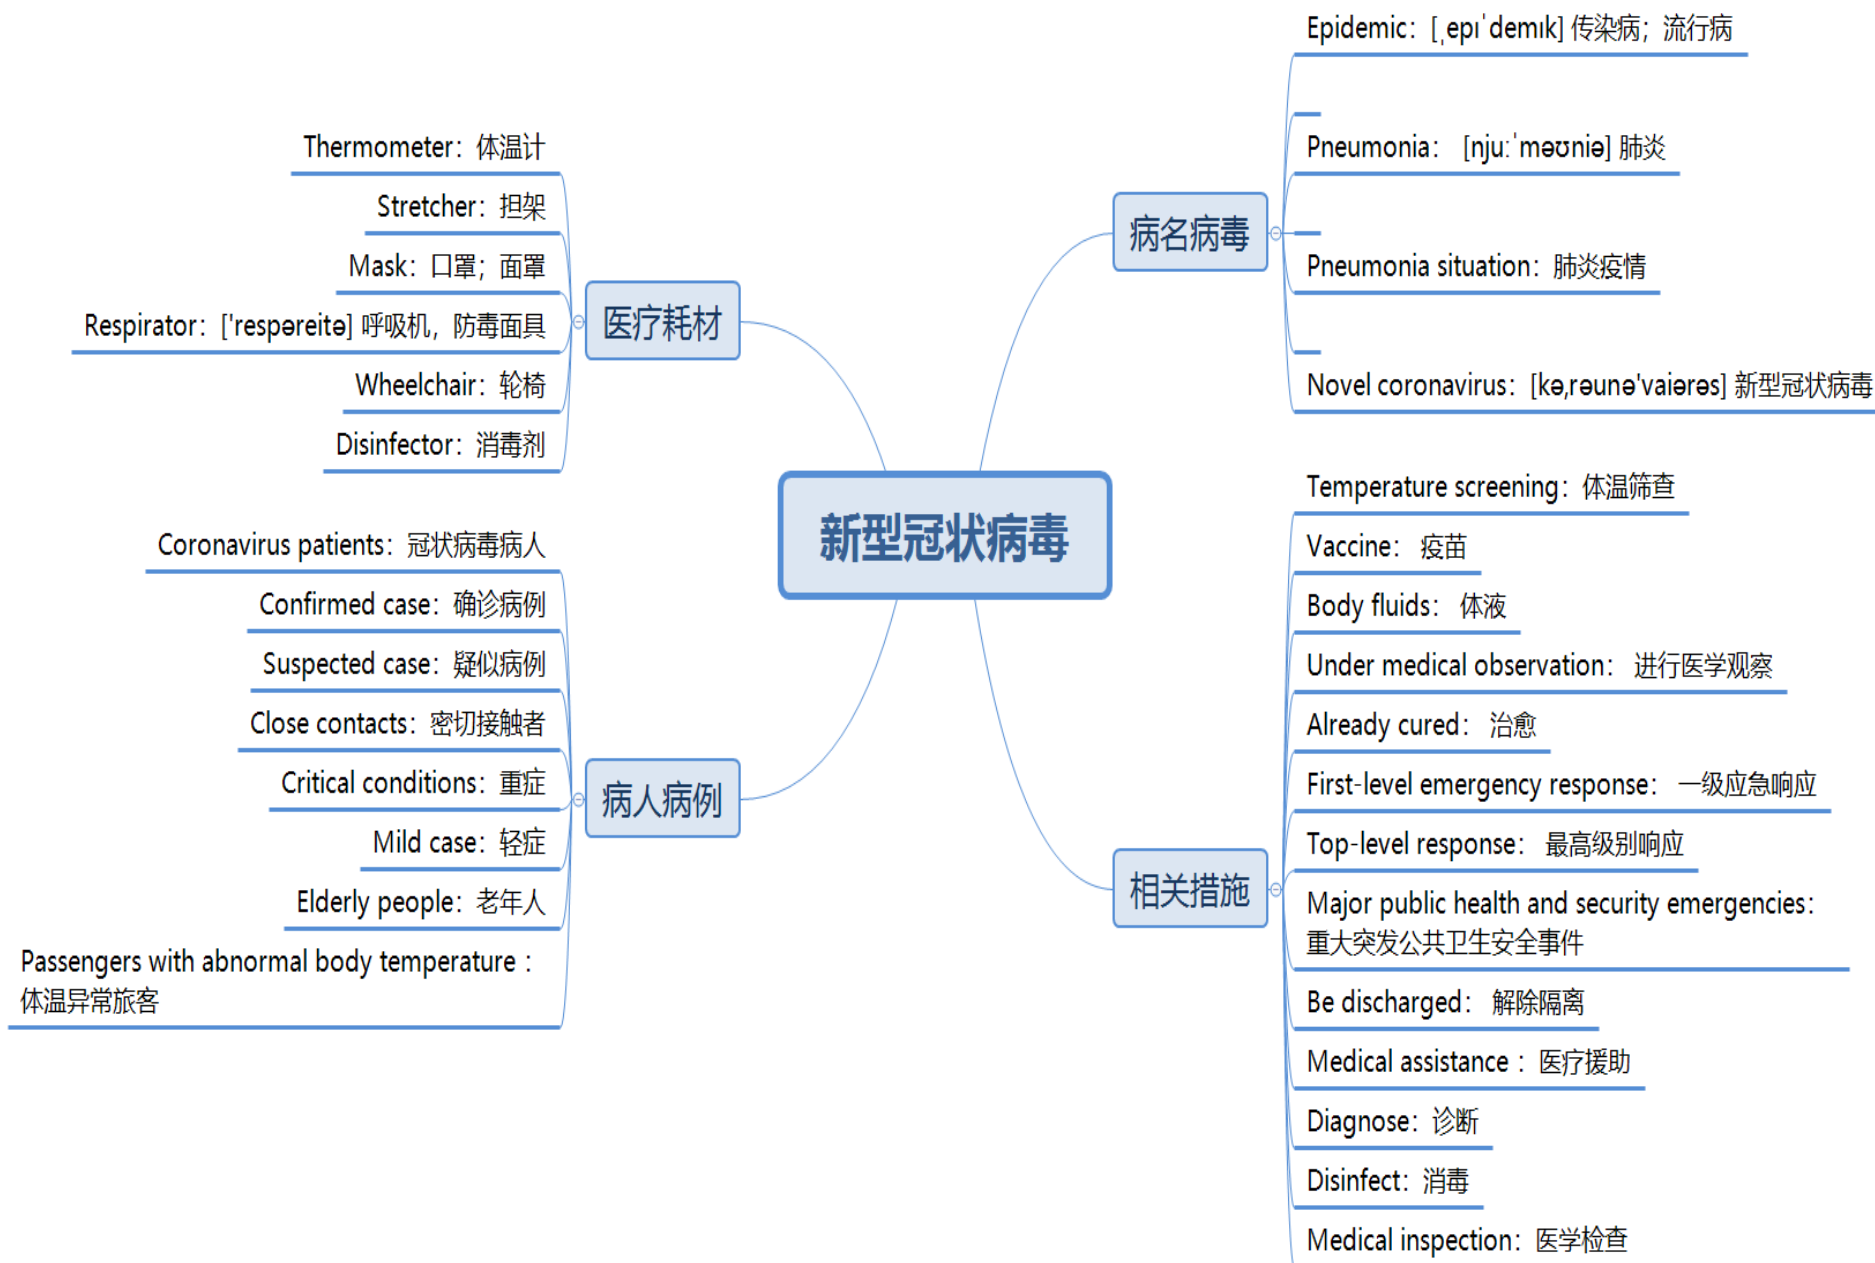 新型冠状病毒
医疗耗材
Thermometer：体温计
Stretcher：担架
Mask：口罩；面罩
Respirator：['respəreitə] 呼吸机，防毒面具
Wheelchair：轮椅
Disinfector：消毒剂
病人病例
Coronavirus patients：冠状病毒病人
Confirmed case：确诊病例
Suspected case：疑似病例
Close contacts：密切接触者
Critical conditions：重症
Mild case：轻症
Elderly people：老年人
Passengers with abnormal body temperature：
体温异常旅客
病名病毒
Epidemic：[ˌepɪˈdemɪk] 传染病；流行病
Pneumonia： [njuːˈməʊniə] 肺炎
Pneumonia situation：肺炎疫情
Novel coronavirus：[kə,rəunə'vaiərəs] 新型冠状病毒
相关措施
Temperature screening：体温筛查
Vaccine： 疫苗
Body fluids： 体液
Under medical observation： 进行医学观察
Already cured： 治愈
First-level emergency response： 一级应急响应
Top-level response： 最高级别响应
Major public health and security emergencies：
重大突发公共卫生安全事件
Be discharged： 解除隔离
Medical assistance：医疗援助
Diagnose：诊断
Disinfect：消毒
Medical inspection：医学检查